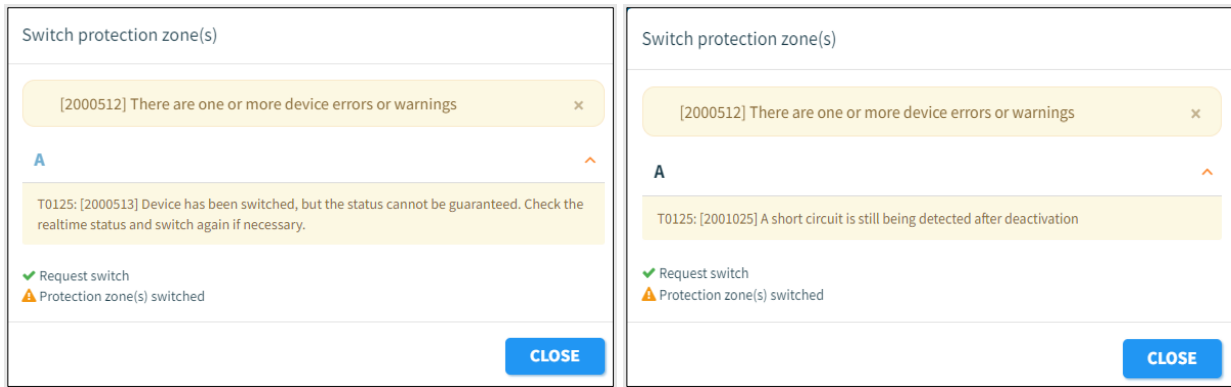 Switch protection zone(s)
[2000512] There are one or more device errors or warnings ×
A
T0125: [2000513] Device has been switched, but the status cannot be guaranteed. Check the
realtime status and switch again if necessary.
Request switch
Protection zone(s) switched
CLOSE
Switch protection zone(s)
[2000512] There are one or more device errors or warnings ×
A
T0125: [2001025] A short circuit is still being detected after deactivation
Request switch
Protection zone(s) switched
CLOSE